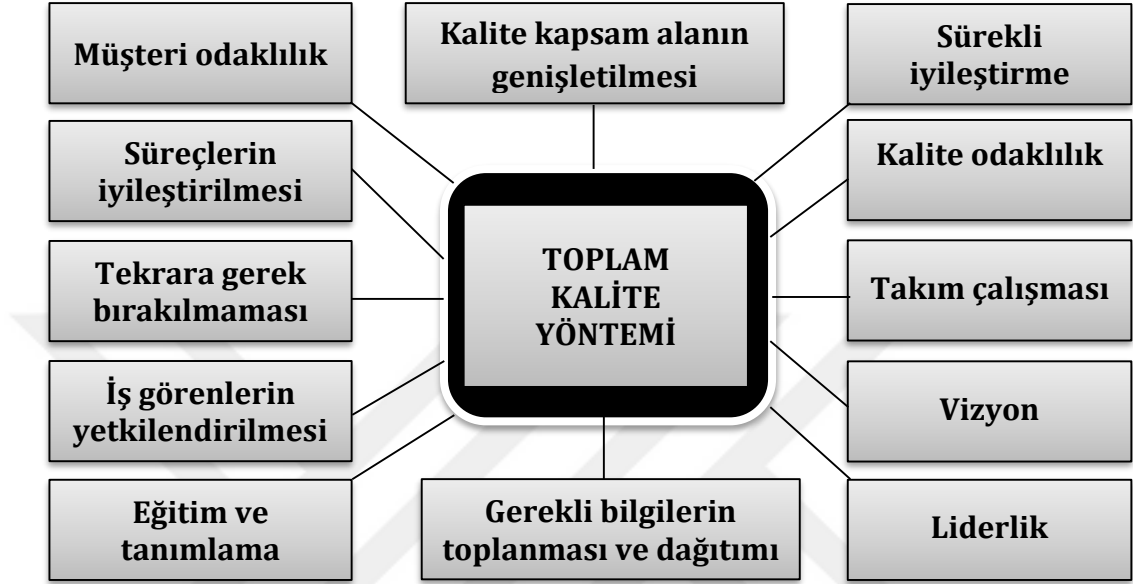 Müşteri odaklılık
Kalite kapsam alanın
genişletilmesi
Sürekli
iyileştirme
Süreçlerin
iyileştirilmesi
Kalite odaklılık
TOPLAM
KALİTE
YÖNTEMİ
Tekrara gerek
bırakılmaması
Takım çalışması
İş görenlerin
yetkilendirilmesi
Vizyon
Eğitim ve
tanımlama
Gerekli bilgilerin
toplanması ve dağıtımı
Liderlik